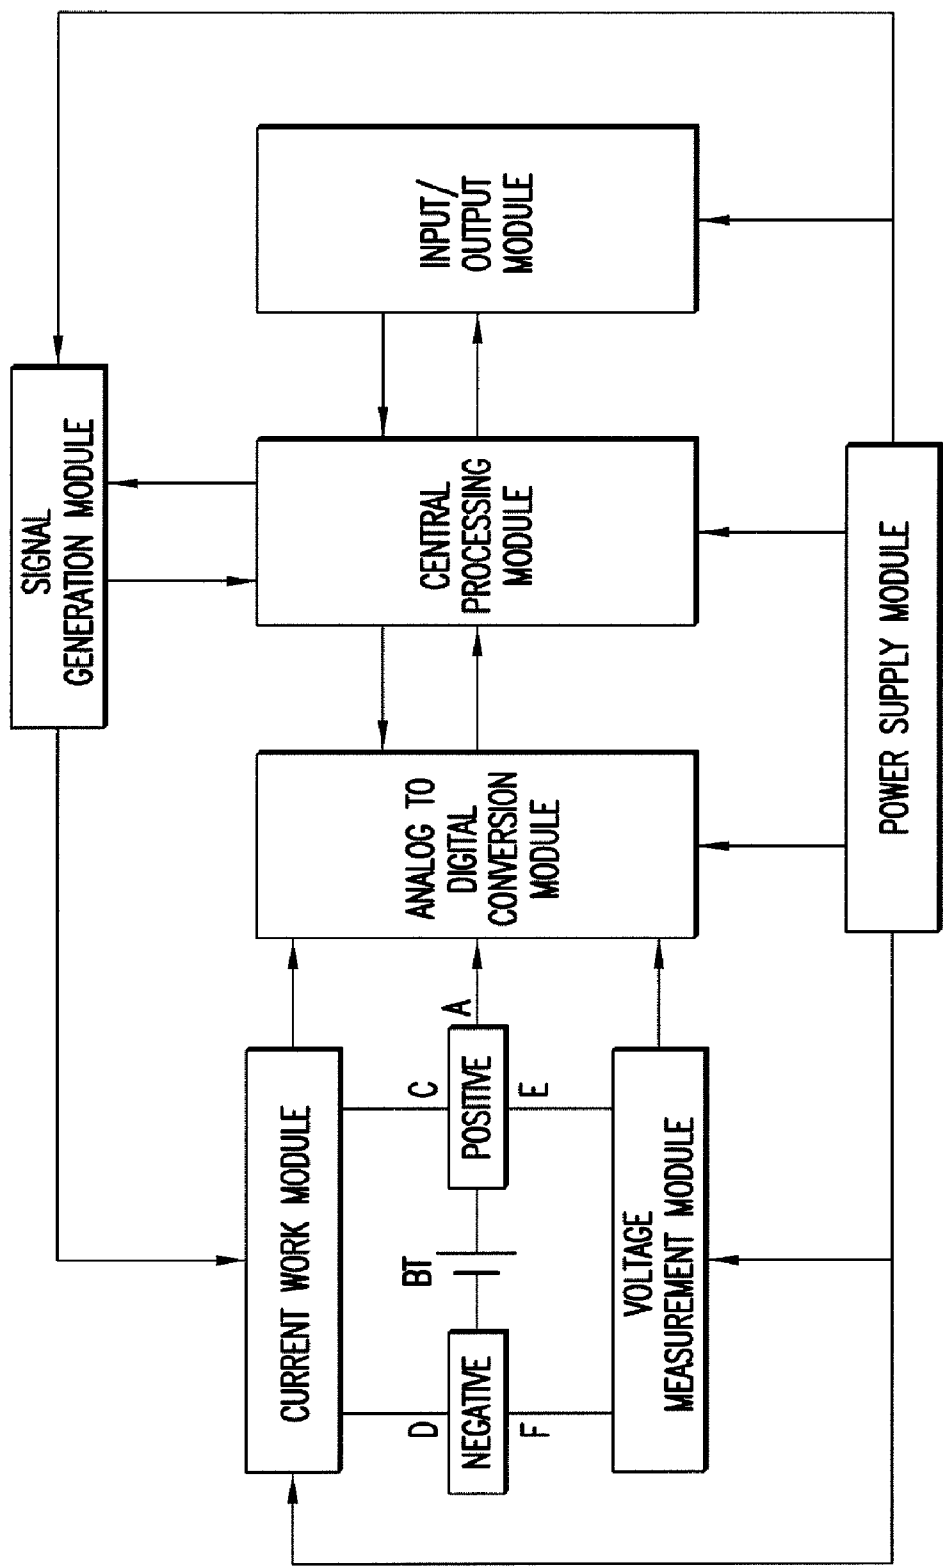 SIGNAL
GENERATION MODULE
CURRENT WORK MODULE
D
C
NEGATIVE
BT
POSITIVE
A
F
E
VOLTAGE
MEASUREMENT MODULE
ANALOG TO
DIGITAL
CONVERSION
MODULE
CENTRAL
PROCESSING
MODULE
INPUT/
OUTPUT
MODULE
POWER SUPPLY MODULE